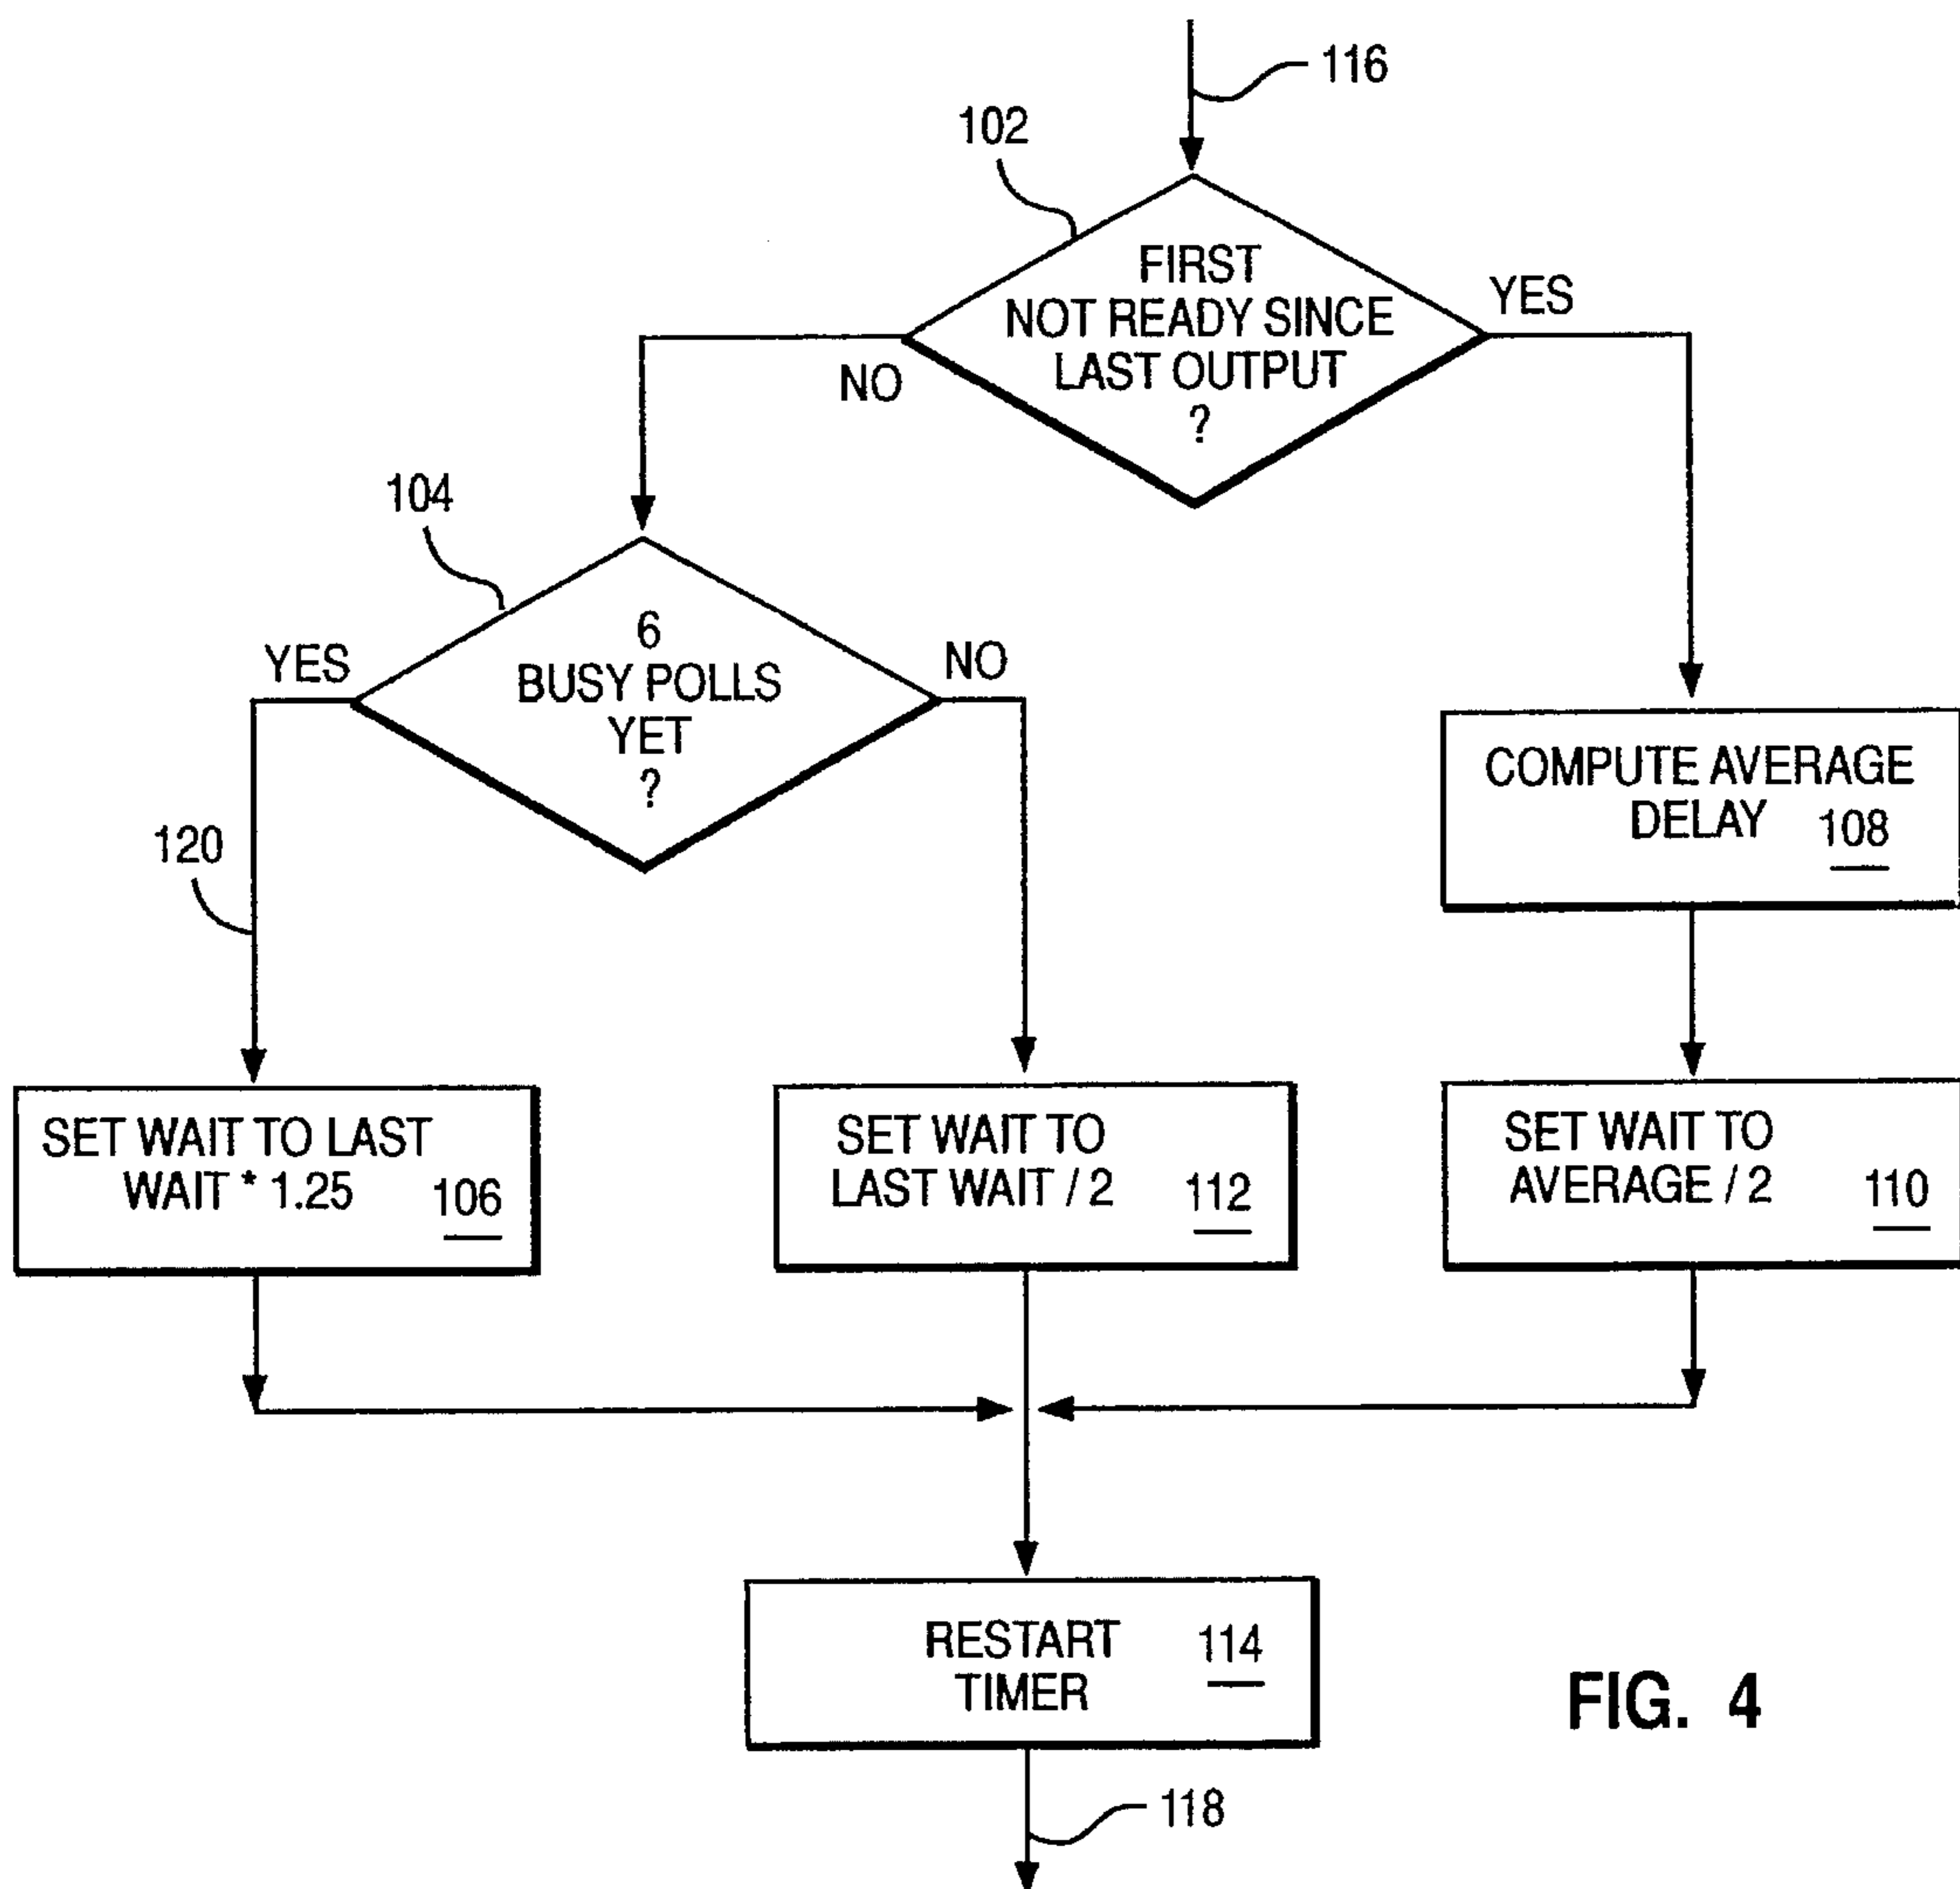 116
102
FIRST
NOT READY SINCE
LAST OUTPUT
?
YES
NO
104
6
BUSY POLLS
YET
?
YES
NO
120
COMPUTE AVERAGE
DELAY 108
SET WAIT TO LAST
WAIT * 1.25 106
SET WAIT TO
LAST WAIT / 2 112
SET WAIT TO
AVERAGE / 2 110
RESTART 114
TIMER
118
FIG. 4